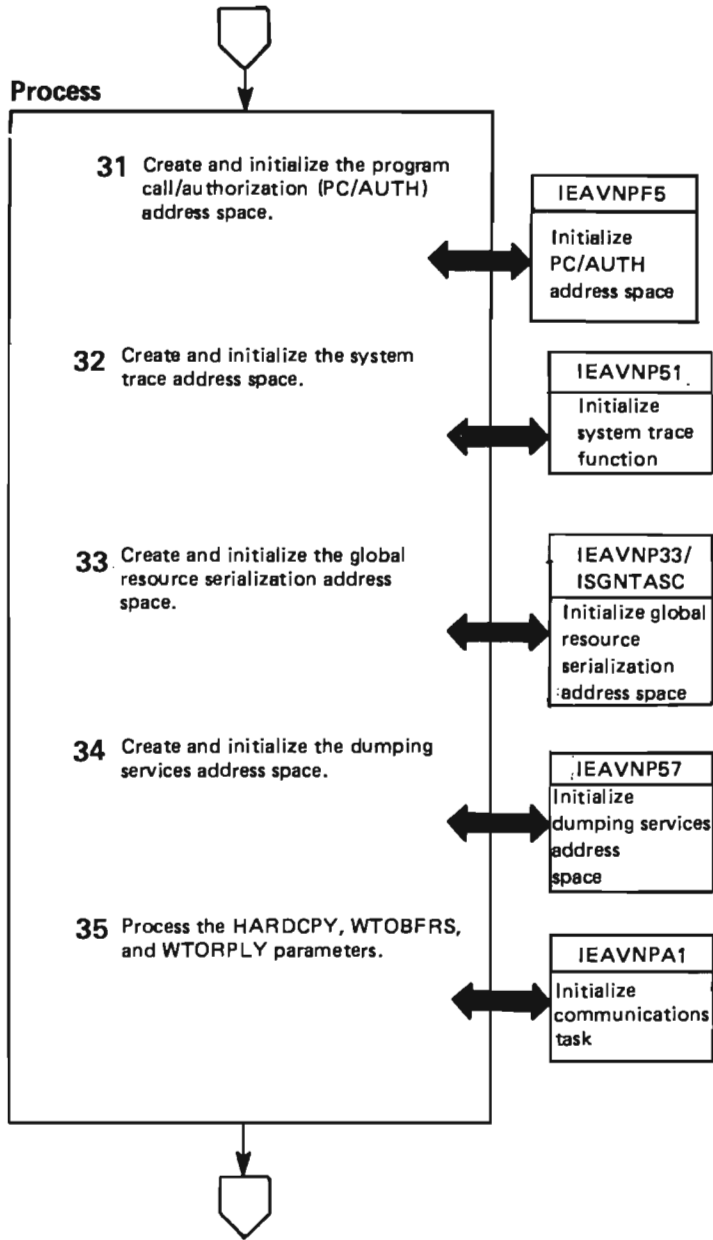 Process
31 Create and initialize the program
call/authorization (PC/AUTH)
address space.
IEAVNPF5
Initialize
PC/AUTH
address space
32 Create and initialize the system
trace address space.
IEAVNP51
Initialize
system trace
function
33 Create and initialize the global
resource serialization address
space.
IEAVNP33/
ISGNTASC
Initialize global
resource
serialization
address space
34 Create and initialize the dumping
services address space.
IEAVNP57
Initialize
dumping services
address
space
35 Process the HARDCPY, WTOBFRS,
and WTORPLY parameters.
IEAVNPA1
Initialize
communications
task